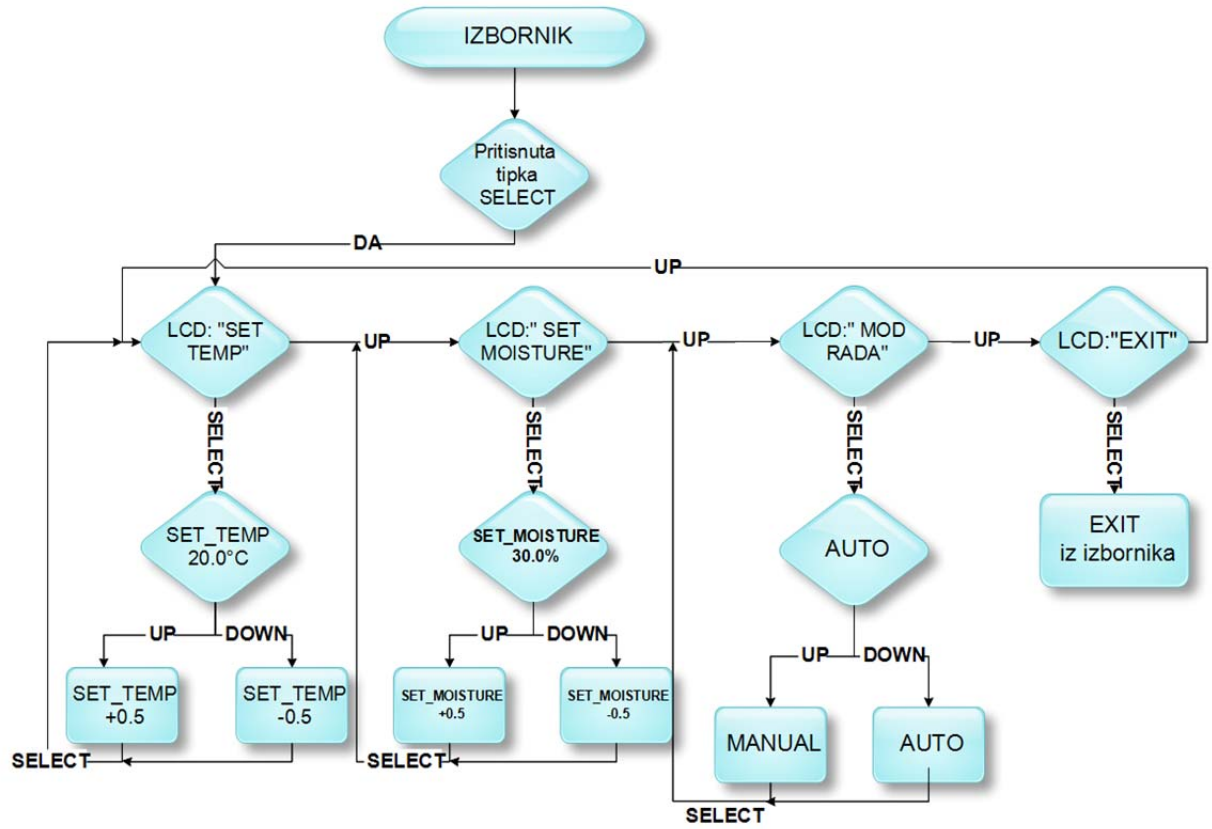 IZBORNIK
Pritisnuta
tipka
SELECT
DA
UP
LCD: "SET
TEMP"
UP
LCD:" SET
MOISTURE"
UP
LCD:" MOD
RADA"
UP
LCD:"EXIT"
SELECT
SELECT
SELECT
SELECT
SET_TEMP
20.0°C
SET_MOISTURE
30.0%
AUTO
EXIT
iz izbornika
UP
DOWN
UP
DOWN
UP
DOWN
SET_TEMP
+0.5
SET_TEMP
-0.5
SET_MOISTURE
+0.5
SET_MOISTURE
-0.5
MANUAL
AUTO
SELECT
SELECT
SELECT